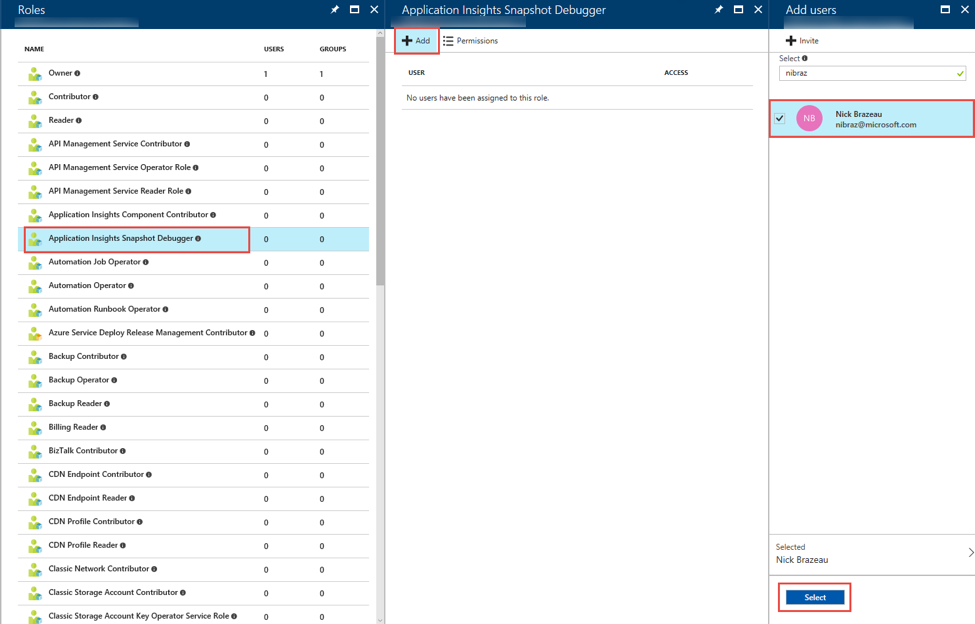 Roles
NAME USERS GROUPS
Owner 1 1
Contributor 0 0
Reader 0 0
API Management Service Contributor 0 0
API Management Service Operator Role 0 0
API Management Service Reader Role 0 0
Application Insights Component Contributor 0 0
Application Insights Snapshot Debugger 0 0
Automation Job Operator 0 0
Automation Operator 0 0
Automation Runbook Operator 0 0
Azure Service Deploy Release Management Contributor 0 0
Backup Contributor 0 0
Backup Operator 0 0
Backup Reader 0 0
Billing Reader 0 0
BizTalk Contributor 0 0
CDN Endpoint Contributor 0 0
CDN Endpoint Reader 0 0
CDN Profile Contributor 0 0
CDN Profile Reader 0 0
Classic Network Contributor 0 0
Classic Storage Account Contributor 0 0
Classic Storage Account Key Operator Service Role 0 0
Application Insights Snapshot Debugger
Add Permissions
USER ACCESS
No users have been assigned to this role.
Add users
Invite
Select
nibraz
NB
Nick Brazeau
nibraz@microsoft.com
Selected
Nick Brazeau
Select